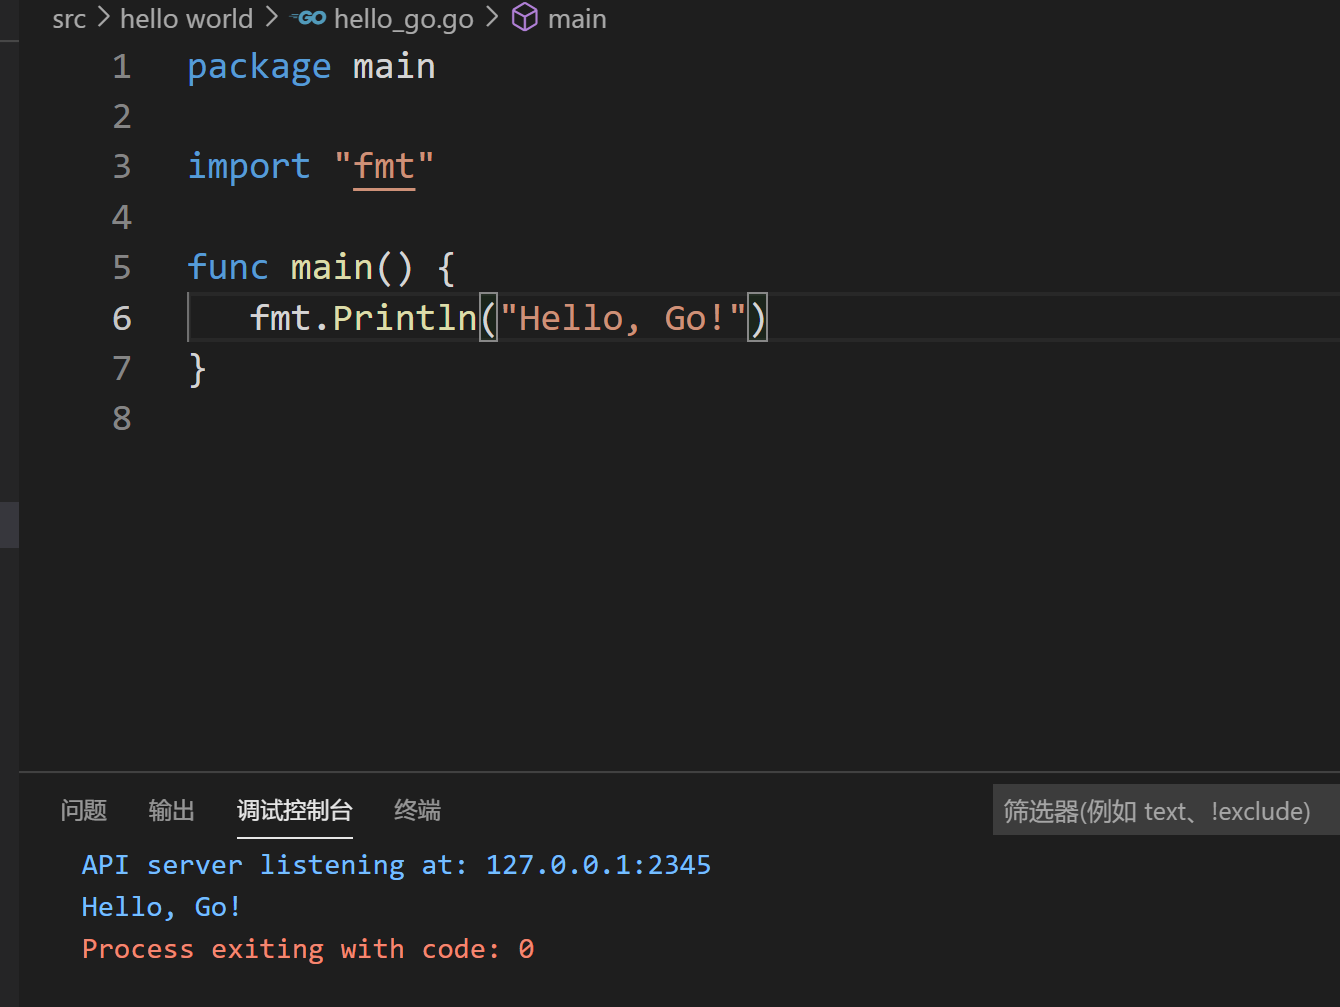 src > hello world > GO hello_go.go > main
1 package main
2
3 import "fmt"
4
5 func main() {
6 fmt.Println("Hello, Go!")
7 }
8
问题 输出 调试控制台 终端 筛选器(例如 text、!exclude)
API server listening at: 127.0.0.1:2345
Hello, Go!
Process exiting with code: 0